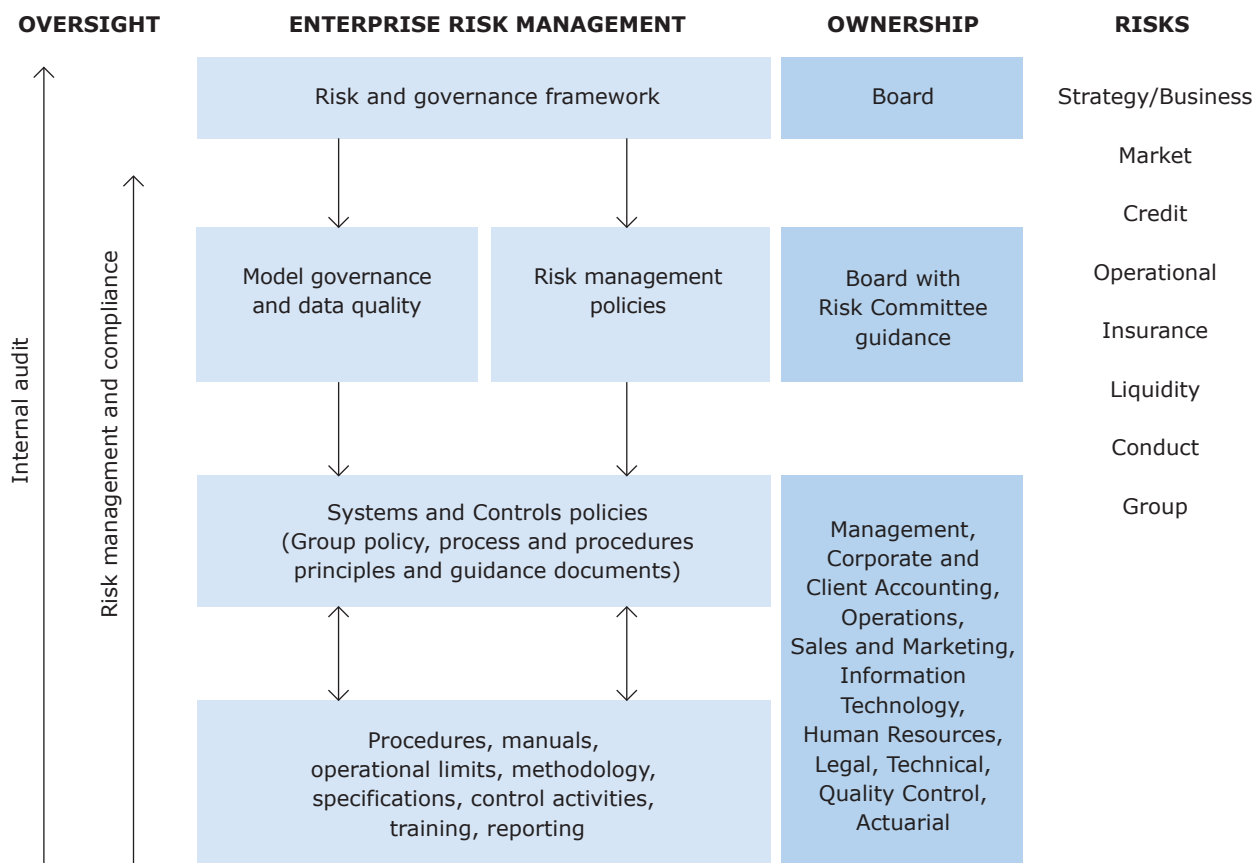 OVERSIGHT
ENTERPRISE RISK MANAGEMENT
OWNERSHIP
RISKS
Internal audit
Risk management and compliance
Risk and governance framework
Board
Model governance
and data quality
Risk management
policies
Board with
Risk Committee
guidance
Systems and Controls policies
(Group policy, process and procedures
principles and guidance documents)
Procedures, manuals,
operational limits, methodology,
specifications, control activities,
training, reporting
Management,
Corporate and
Client Accounting,
Operations,
Sales and Marketing,
Information
Technology,
Human Resources,
Legal, Technical,
Quality Control,
Actuarial
Strategy/Business
Market
Credit
Operational
Insurance
Liquidity
Conduct
Group